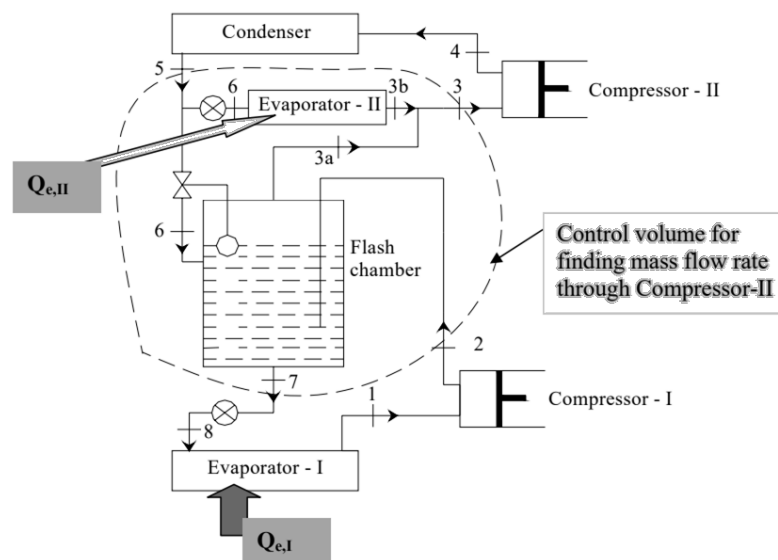 Condenser
4
5
6
3b
3
Evaporator - II
Compressor - II
3a
Qe,II
6
Flash
chamber
Control volume for
finding mass flow rate
through Compressor-II
2
7
1
Compressor - I
8
Evaporator - I
Qe,I